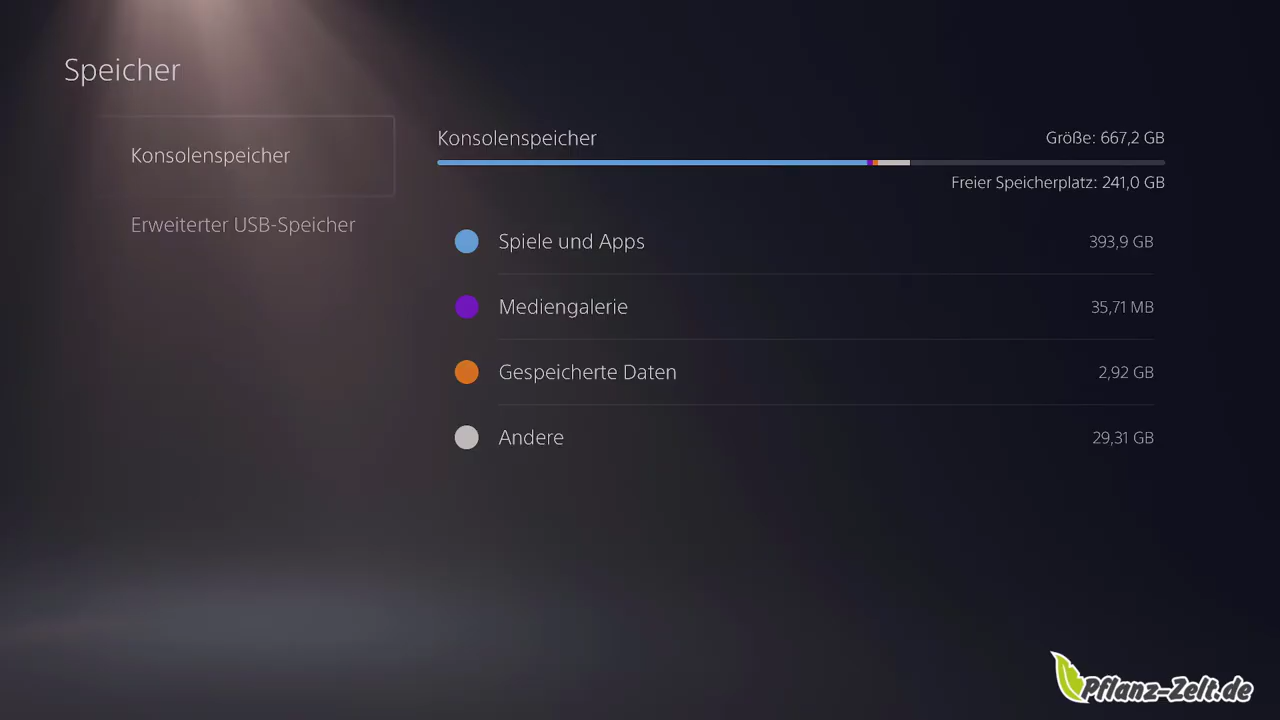 Speicher
Konsolenspeicher
Erweiterter USB-Speicher
Konsolenspeicher Größe: 667,2 GB
Freier Speicherplatz: 241,0 GB
Spiele und Apps 393,9 GB
Mediengalerie 35,71 MB
Gespeicherte Daten 2,92 GB
Andere 29,31 GB
Pflanz-Zelt.de